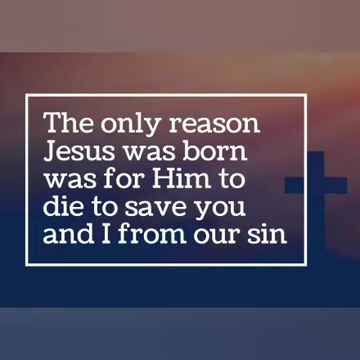 The only reason
Jesus was born
was for Him to
die to save you
and I from our sin